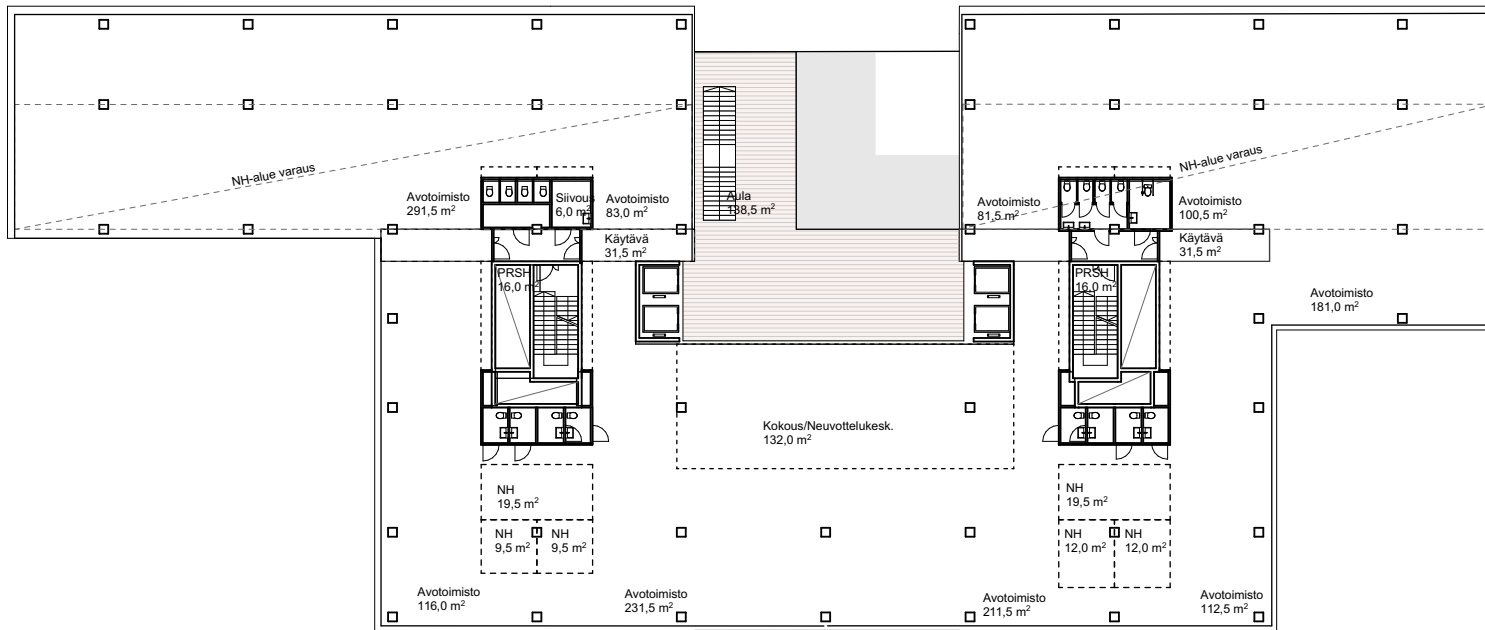 NH-alue varaus
NH-alue varaus
Avotoimisto
291,5 m²
Siivous
6,0 m²
Avotoimisto
83,0 m²
Aula
138,5 m²
Avotoimisto
81,5 m²
Avotoimisto
100,5 m²
Käytävä
31,5 m²
Käytävä
31,5 m²
PRSH
16,0 m²
PRSH
16,0 m²
Avotoimisto
181,0 m²
Kokous/Neuvottelukesk.
132,0 m²
NH
19,5 m²
NH
19,5 m²
NH
9,5 m²
NH
9,5 m²
NH
12,0 m²
NH
12,0 m²
Avotoimisto
116,0 m²
Avotoimisto
231,5 m²
Avotoimisto
211,5 m²
Avotoimisto
112,5 m²